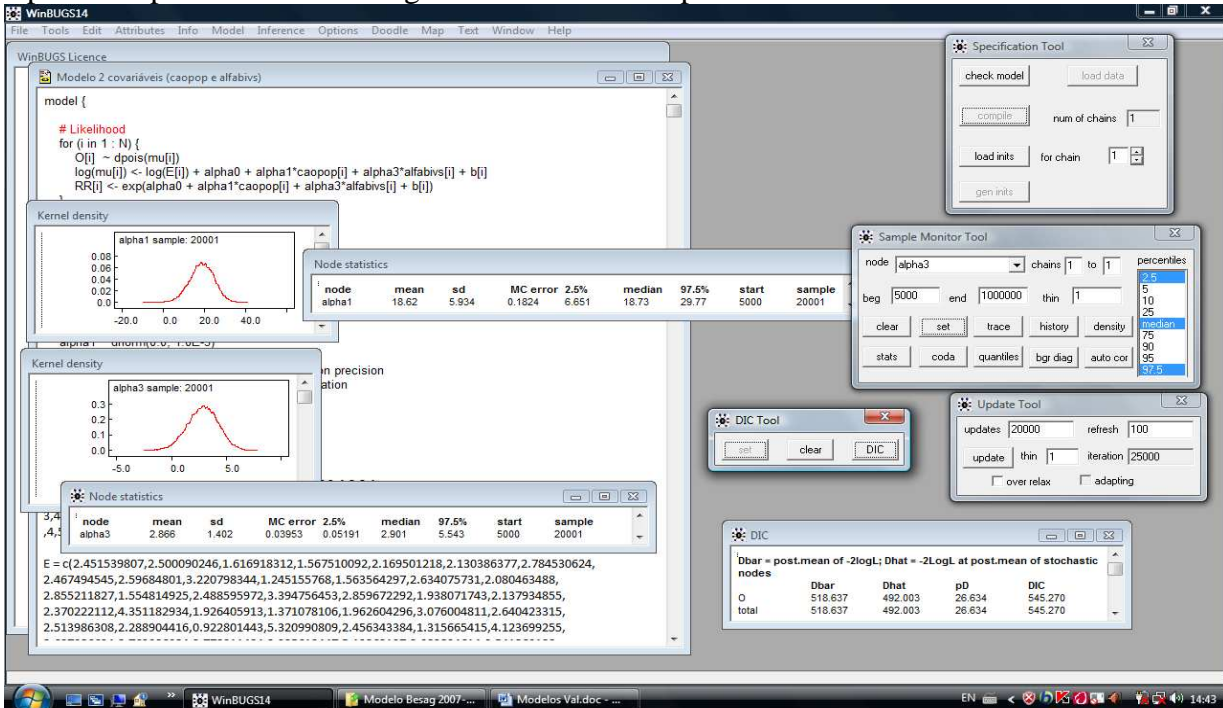 WinBUGS14
File Tools Edit Attributes Info Model Inference Options Doodle Map Text Window Help
WinBUGS Licence
Modelo 2 covariáveis (caopop e alfabivs)
model {
# Likelihood
for (i in 1 : N) {
O[i] ~ dpois(mu[i])
log(mu[i]) <- log(E[i]) + alpha0 + alpha1*caopop[i] + alpha3*alfabivs[i] + b[i]
RR[i] <- exp(alpha0 + alpha1*caopop[i] + alpha3*alfabivs[i] + b[i])
Kernel density
alpha1 sample: 20001
0.08
0.06
0.04
0.02
0.0
-20.0 0.0 20.0 40.0
Node statistics
node mean sd MC error 2.5% median 97.5% start sample
alpha1 18.62 5.934 0.1824 6.651 18.73 29.77 5000 20001
Kernel density
n precision
ation
alpha3 sample: 20001
0.3
0.2
0.1
0.0
-5.0 0.0 5.0
Node statistics
node mean sd MC error 2.5% median 97.5% start sample
alpha3 2.866 1.402 0.03953 0.05191 2.901 5.543 5000 20001
E = c(2.451539807,2.500090246,1.616918312,1.567510092,2.169501218,2.130386377,2.784530624,
2.467494545,2.59684801,3.220798344,1.245155768,1.563564297,2.634075731,2.080463488,
2.855211827,1.554814925,2.488595972,3.394756453,2.859672292,1.938071743,2.137934855,
2.370222112,4.351182934,1.926405913,1.371078106,1.962604296,3.076004811,2.640423315,
2.513986308,2.288904416,0.922801443,5.320990809,2.456343384,1.315665415,4.123699255,
Specification Tool
check model load data
compile num of chains 1
load inits for chain 1
gen inits
Sample Monitor Tool
node alpha3 chains 1 to 1 percentiles
beg 5000 end 1000000 thin 1
clear set trace history density
stats coda quantiles bgr diag auto cor
2.5
5
10
25
median
75
90
95
97.5
DIC Tool
set clear DIC
Update Tool
updates 20000 refresh 100
update thin 1 iteration 25000
over relax adapting
DIC
Dbar = post.mean of -2logL; Dhat = -2LogL at post.mean of stochastic
nodes
Dbar Dhat pD DIC
O 518.637 492.003 26.634 545.270
total 518.637 492.003 26.634 545.270
WinBUGS14
Modelo Besag 2007-...
Modelos Val.doc - ...
EN
14:43